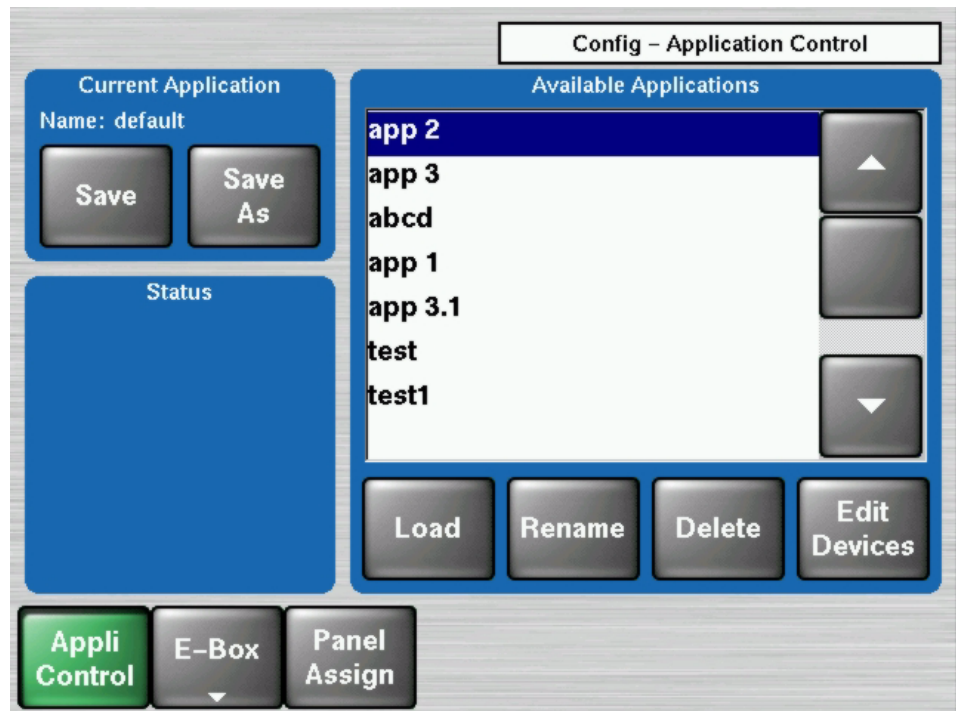 Config – Application Control
Current Application
Name: default
Save
Save
As
Status
Available Applications
app 2
app 3
abcd
app 1
app 3.1
test
test1
Load
Rename
Delete
Edit
Devices
Appli
Control
E–Box
Panel
Assign